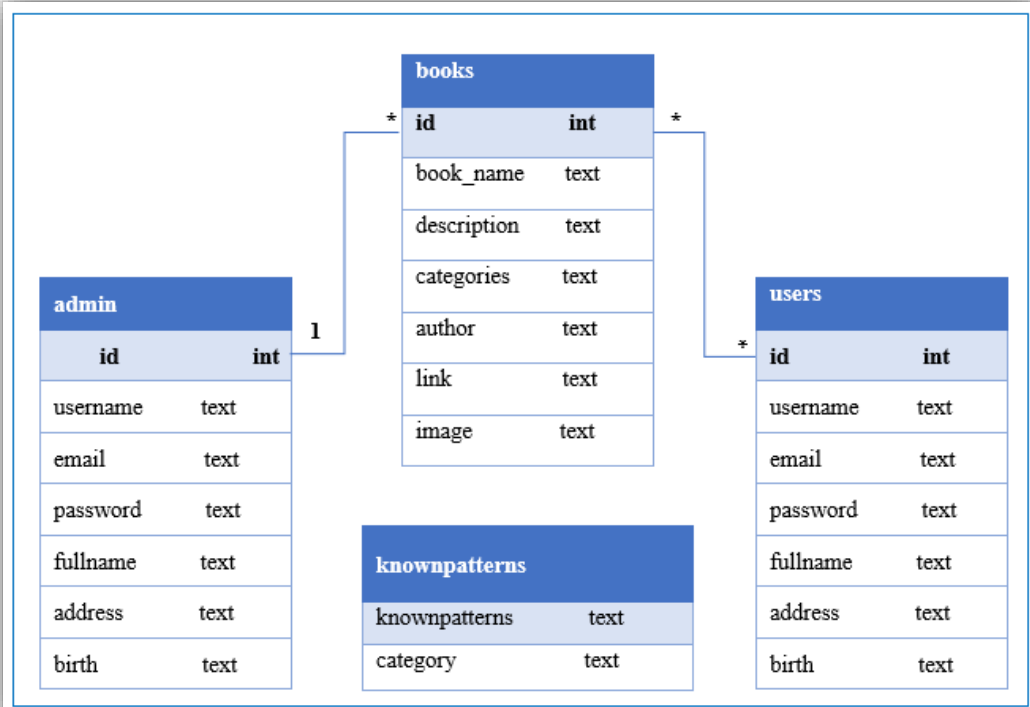 books
* id int *
book_name text
description text
categories text
author text
link text
image text
admin
1
id int
username text
email text
password text
fullname text
address text
birth text
users
* id int
username text
email text
password text
fullname text
address text
birth text
knownpatterns
knownpatterns text
category text